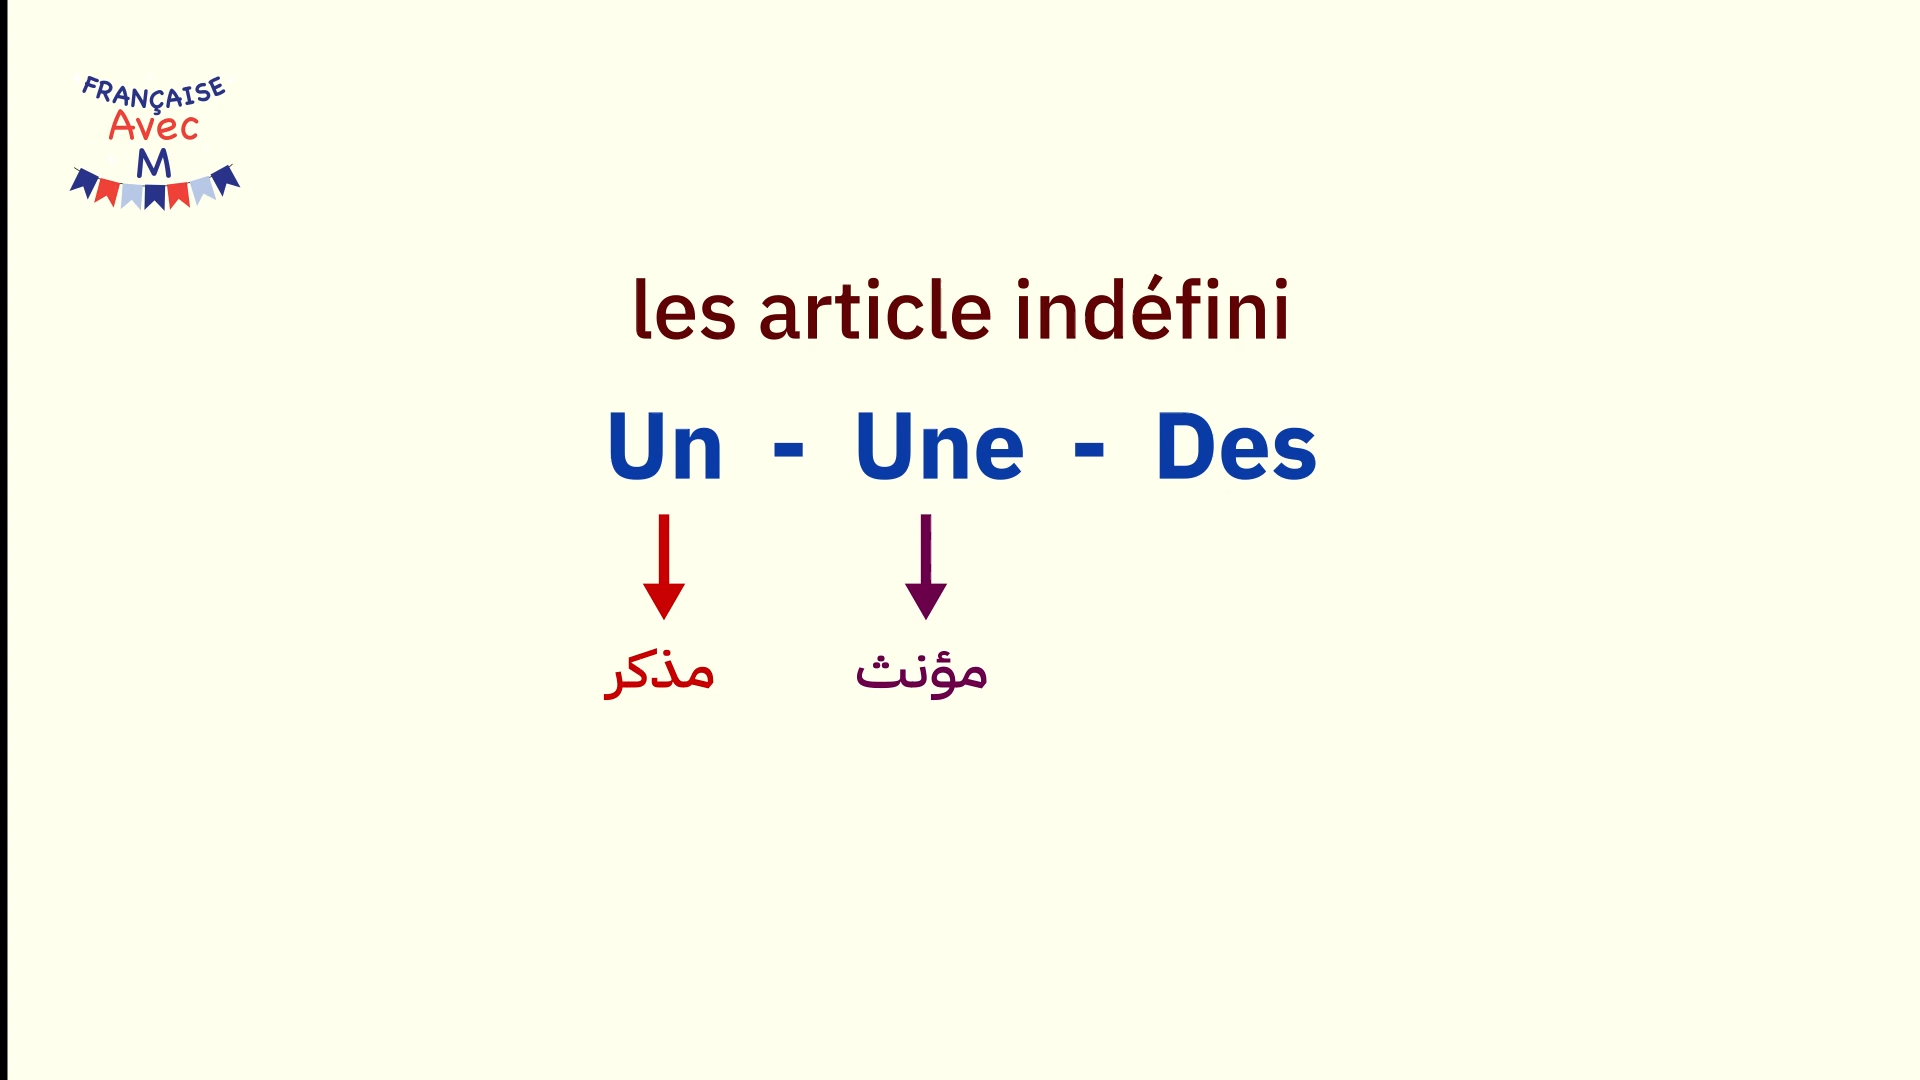 FRANÇAISE
Avec
M
les article indéfini
Un - Une - Des
مذكر مؤنث